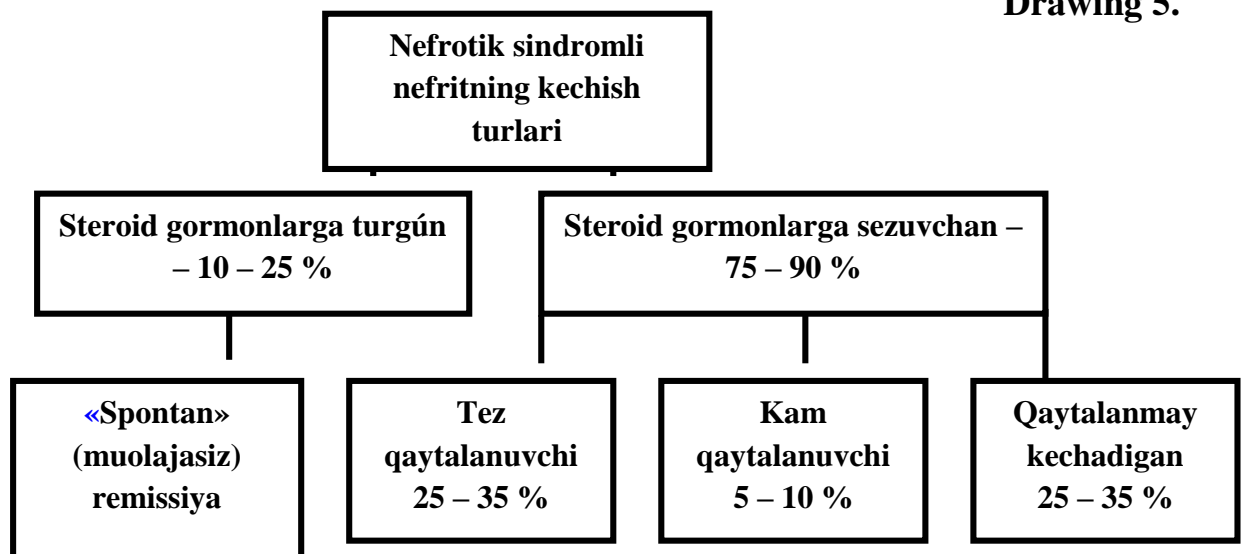 Drawing 5.
Nefrotik sindromli
nefritning kechish
turlari
Steroid gormonlarga turgún
– 10 – 25 %
Steroid gormonlarga sezuvchan –
75 – 90 %
«Spontan»
(muolajasiz)
remissiya
Tez
qaytalanuvchi
25 – 35 %
Kam
qaytalanuvchi
5 – 10 %
Qaytalanmay
kechadigan
25 – 35 %